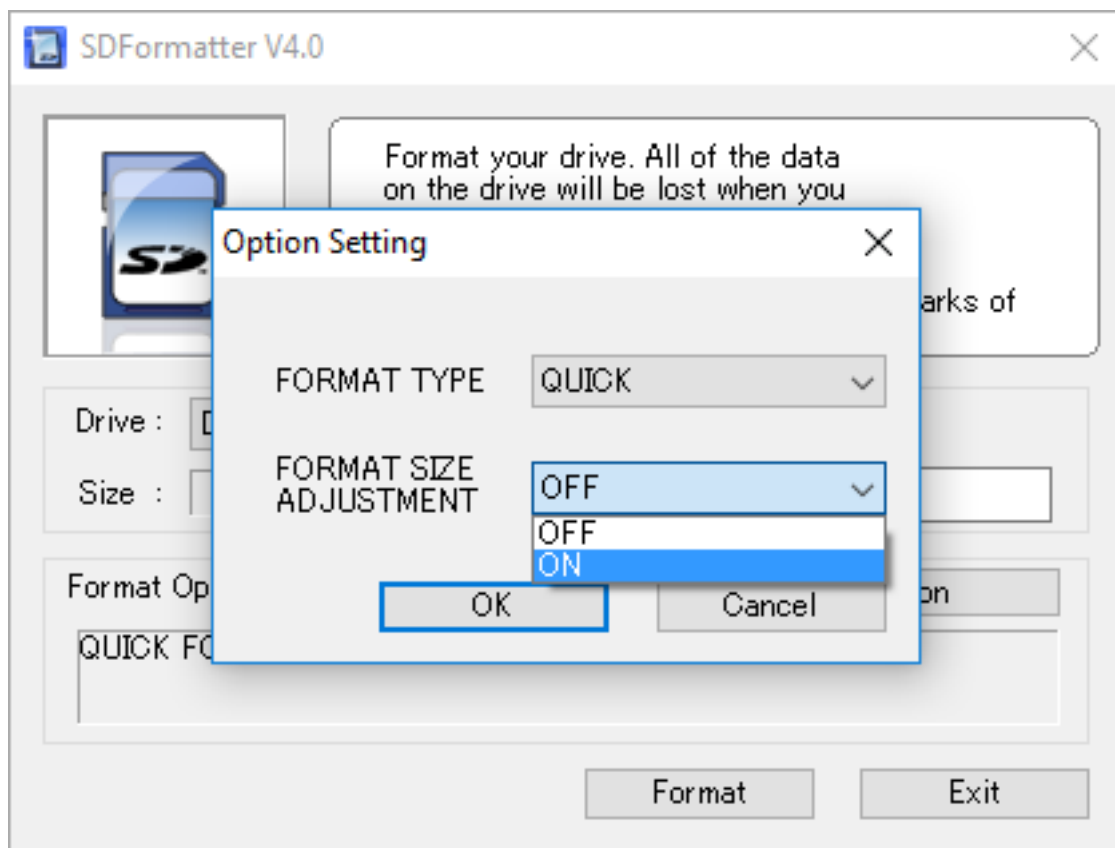 SDFormatter V4.0
Format your drive. All of the data
on the drive will be lost when you
SD
Option Setting
arks of
FORMAT TYPE
QUICK
Drive :
FORMAT SIZE
ADJUSTMENT
OFF
Size :
OFF
ON
Format Op
on
OK
Cancel
QUICK FO
Format
Exit